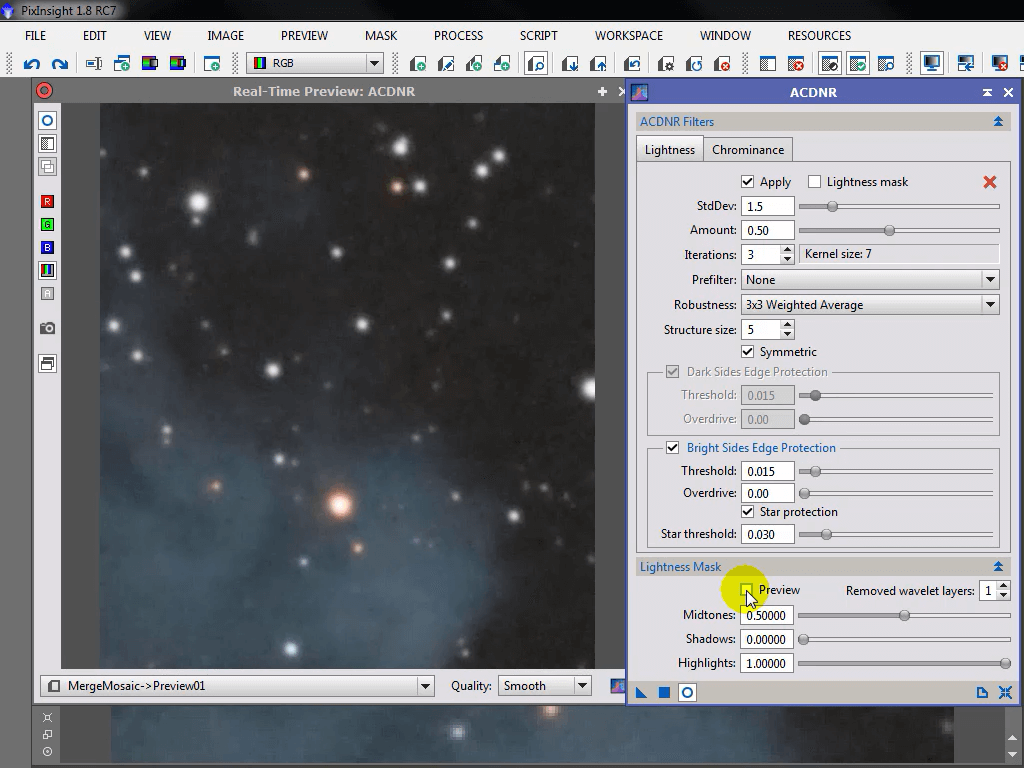 PixInsight 1.8 RC7
FILE EDIT VIEW IMAGE PREVIEW MASK PROCESS SCRIPT WORKSPACE WINDOW RESOURCES
RGB
Real-Time Preview: ACDNR
R
G
B
A
MergeMosaic->Preview01 Quality: Smooth
ACDNR
ACDNR Filters
Lightness Chrominance
Apply Lightness mask
StdDev: 1.5
Amount: 0.50
Iterations: 3 Kernel size: 7
Prefilter: None
Robustness: 3x3 Weighted Average
Structure size: 5
Symmetric
Dark Sides Edge Protection
Threshold: 0.015
Overdrive: 0.00
Bright Sides Edge Protection
Threshold: 0.015
Overdrive: 0.00
Star protection
Star threshold: 0.030
Lightness Mask
Preview Removed wavelet layers: 1
Midtones: 0.50000
Shadows: 0.00000
Highlights: 1.00000